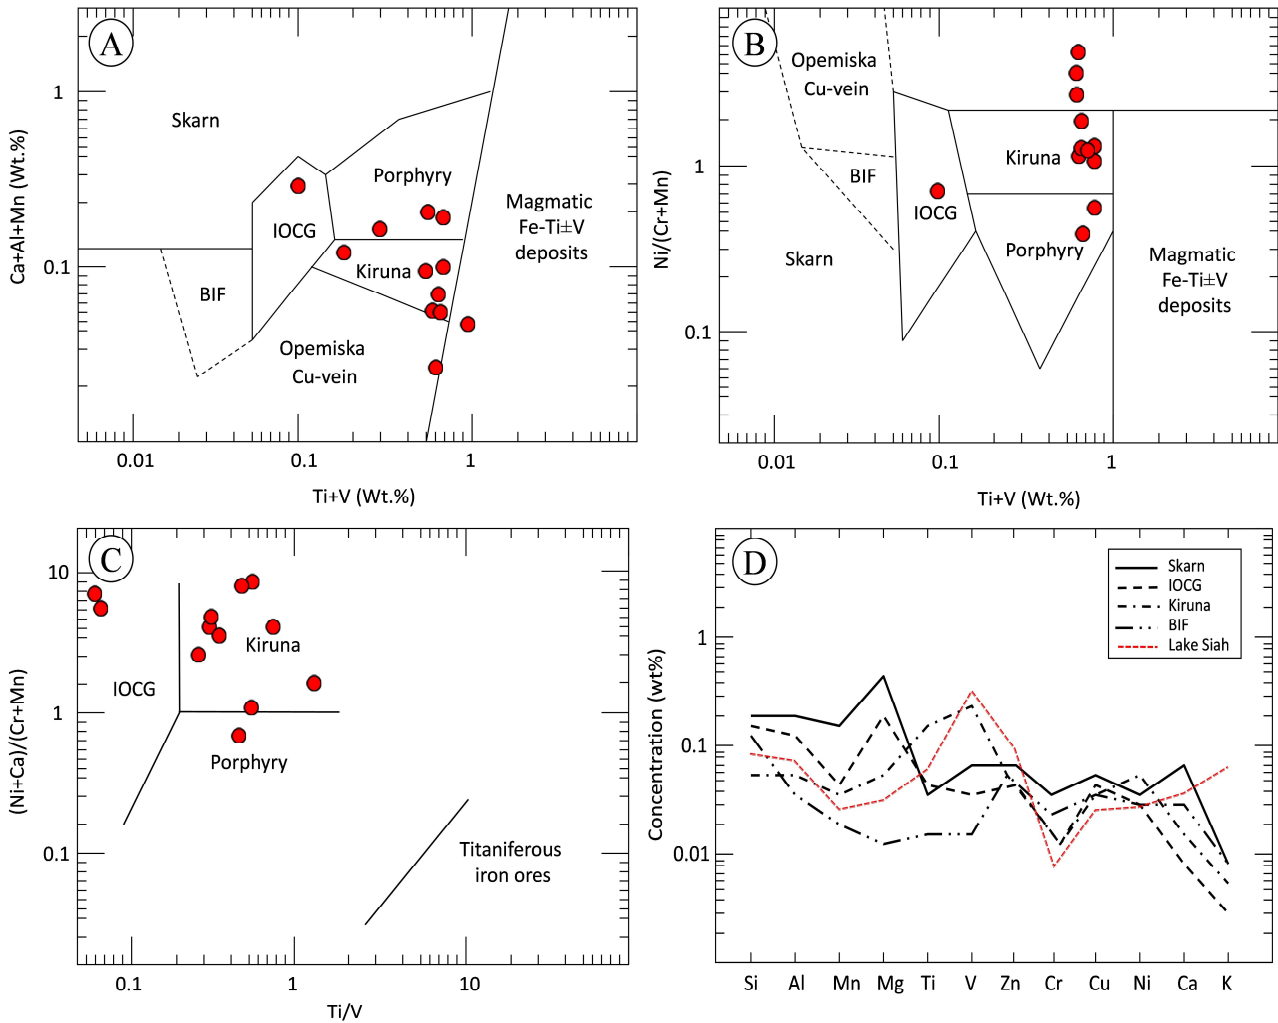 A
Skarn
Porphyry
IOCG
Kiruna
BIF
Opemiska
Cu-vein
Magmatic
Fe-Ti±V
deposits
1
0.1
Ca+Al+Mn (Wt.%)
0.01
0.1
1
Ti+V (Wt.%)
B
Opemiska
Cu-vein
BIF
Kiruna
IOCG
Porphyry
Skarn
Magmatic
Fe-Ti±V
deposits
1
0.1
Ni/(Cr+Mn)
0.01
0.1
1
Ti+V (Wt.%)
C
Kiruna
IOCG
Porphyry
Titaniferous
iron ores
10
1
0.1
(Ni+Ca)/(Cr+Mn)
0.1
1
10
Ti/V
D
Skarn
IOCG
Kiruna
BIF
Lake Siah
1
0.1
0.01
Concentration (wt%)
Si Al Mn Mg Ti V Zn Cr Cu Ni Ca K